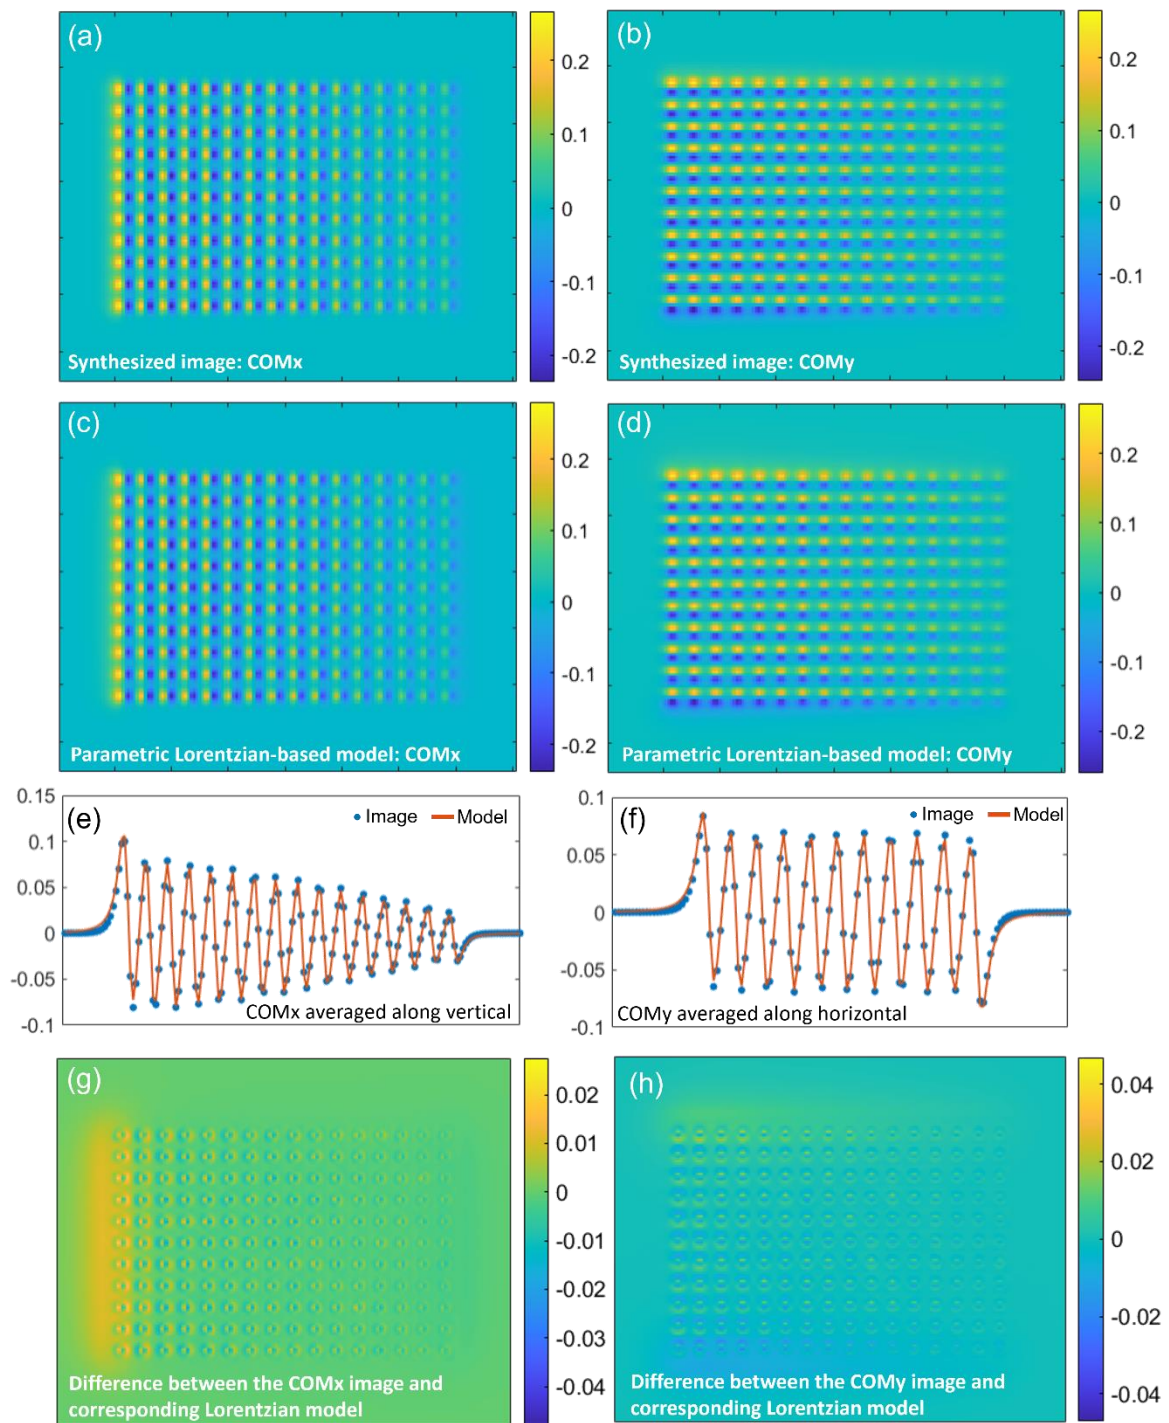 (a)
0.2
0.1
0
-0.1
-0.2
Synthesized image: COMx
(b)
0.2
0.1
0
-0.1
-0.2
Synthesized image: COMy
(c)
0.2
0.1
0
-0.1
-0.2
Parametric Lorentzian-based model: COMx
(d)
0.2
0.1
0
-0.1
-0.2
Parametric Lorentzian-based model: COMy
0.15
0.1
0.05
0
-0.05
-0.1
(e)
Image
Model
COMx averaged along vertical
0.1
0.05
0
-0.05
-0.1
(f)
Image
Model
COMy averaged along horizontal
(g)
0.02
0.01
0
-0.01
-0.02
-0.03
-0.04
Difference between the COMx image and
corresponding Lorentzian model
(h)
0.04
0.02
0
-0.02
-0.04
Difference between the COMy image and
corresponding Lorentzian model